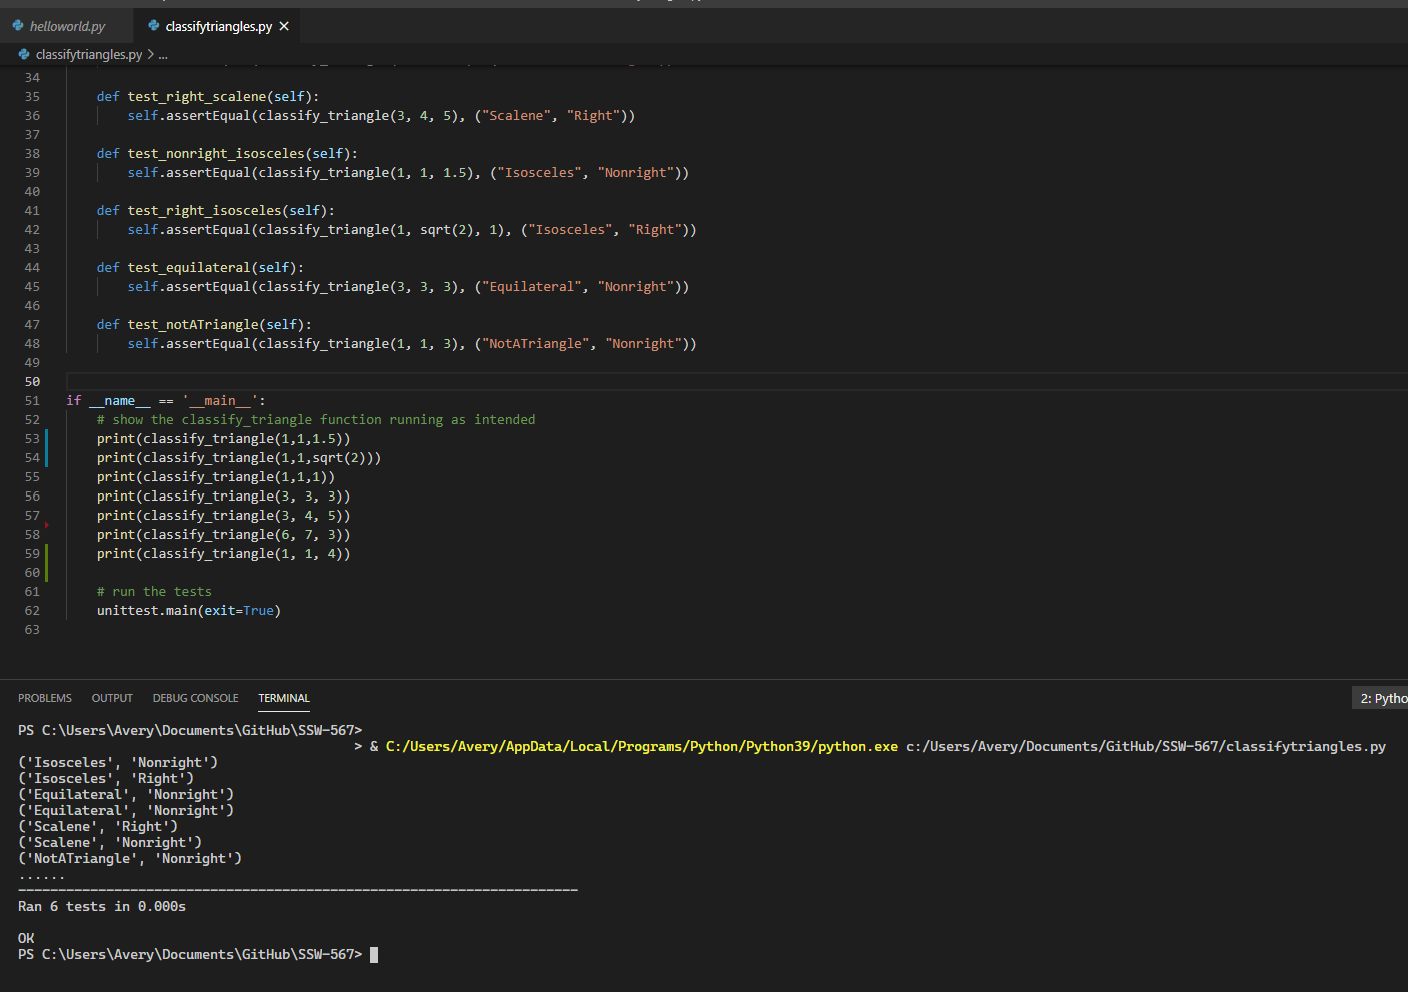 helloworld.py
classifytriangles.py ×
classifytriangles.py > ...
34
35 def test_right_scalene(self):
36 self.assertEqual(classify_triangle(3, 4, 5), ("Scalene", "Right"))
37
38 def test_nonright_isosceles(self):
39 self.assertEqual(classify_triangle(1, 1, 1.5), ("Isosceles", "Nonright"))
40
41 def test_right_isosceles(self):
42 self.assertEqual(classify_triangle(1, sqrt(2), 1), ("Isosceles", "Right"))
43
44 def test_equilateral(self):
45 self.assertEqual(classify_triangle(3, 3, 3), ("Equilateral", "Nonright"))
46
47 def test_notATriangle(self):
48 self.assertEqual(classify_triangle(1, 1, 3), ("NotATriangle", "Nonright"))
49
50
51 if __name__ == '__main__':
52 # show the classify_triangle function running as intended
53 print(classify_triangle(1,1,1.5))
54 print(classify_triangle(1,1,sqrt(2)))
55 print(classify_triangle(1,1,1))
56 print(classify_triangle(3, 3, 3))
57 print(classify_triangle(3, 4, 5))
58 print(classify_triangle(6, 7, 3))
59 print(classify_triangle(1, 1, 4))
60
61 # run the tests
62 unittest.main(exit=True)
63
PROBLEMS OUTPUT DEBUG CONSOLE TERMINAL 2: Pytho
PS C:\Users\Avery\Documents\GitHub\SSW-567>
> & C:/Users/Avery/AppData/Local/Programs/Python/Python39/python.exe c:/Users/Avery/Documents/GitHub/SSW-567/classifytriangles.py
('Isosceles', 'Nonright')
('Isosceles', 'Right')
('Equilateral', 'Nonright')
('Equilateral', 'Nonright')
('Scalene', 'Right')
('Scalene', 'Nonright')
('NotATriangle', 'Nonright')
......
----------------------------------------------------------------------
Ran 6 tests in 0.000s
OK
PS C:\Users\Avery\Documents\GitHub\SSW-567>